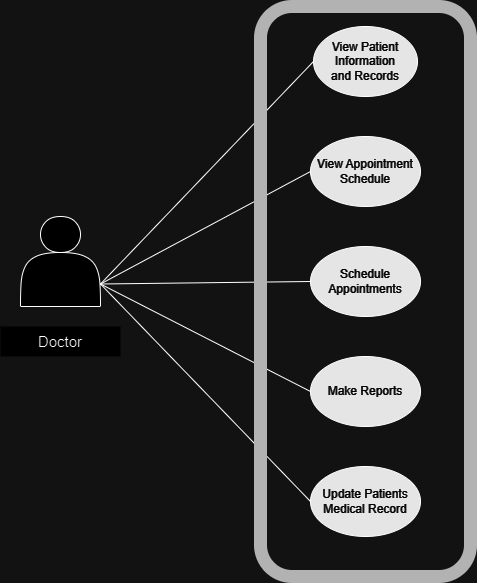 View Patient
Information
and Records
View Appointment
Schedule
Schedule
Appointments
Doctor
Make Reports
Update Patients
Medical Record